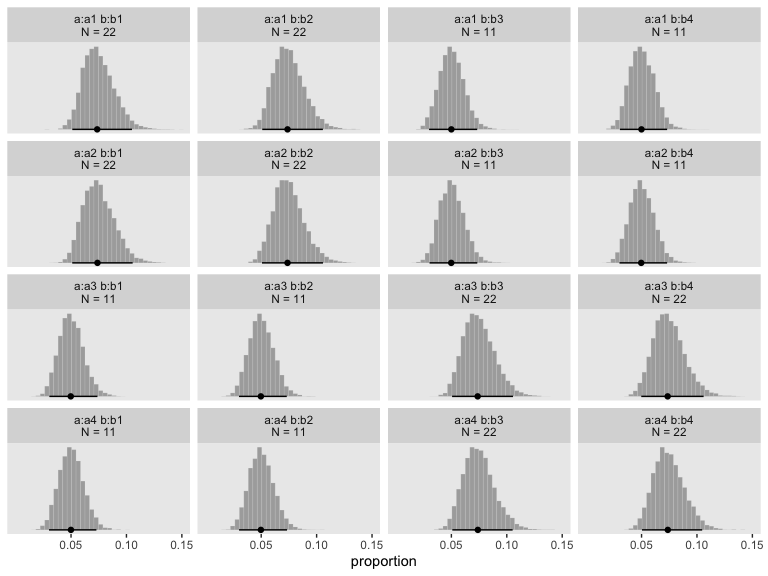 a:a1 b:b1
N = 22
a:a1 b:b2
N = 22
a:a1 b:b3
N = 11
a:a1 b:b4
N = 11
a:a2 b:b1
N = 22
a:a2 b:b2
N = 22
a:a2 b:b3
N = 11
a:a2 b:b4
N = 11
a:a3 b:b1
N = 11
a:a3 b:b2
N = 11
a:a3 b:b3
N = 22
a:a3 b:b4
N = 22
a:a4 b:b1
N = 11
a:a4 b:b2
N = 11
a:a4 b:b3
N = 22
a:a4 b:b4
N = 22
0.05 0.10 0.15 0.05 0.10 0.15 0.05 0.10 0.15 0.05 0.10 0.15
proportion